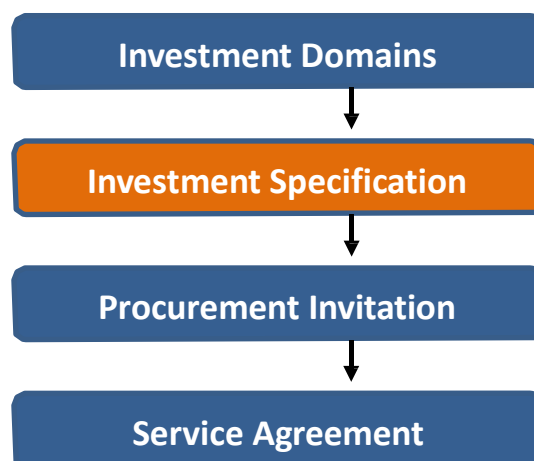 Investment Domains
Investment Specification
Procurement Invitation
Service Agreement